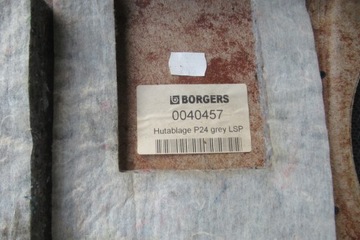 BORGERS
0040457
Hutablage P24 grey LSP